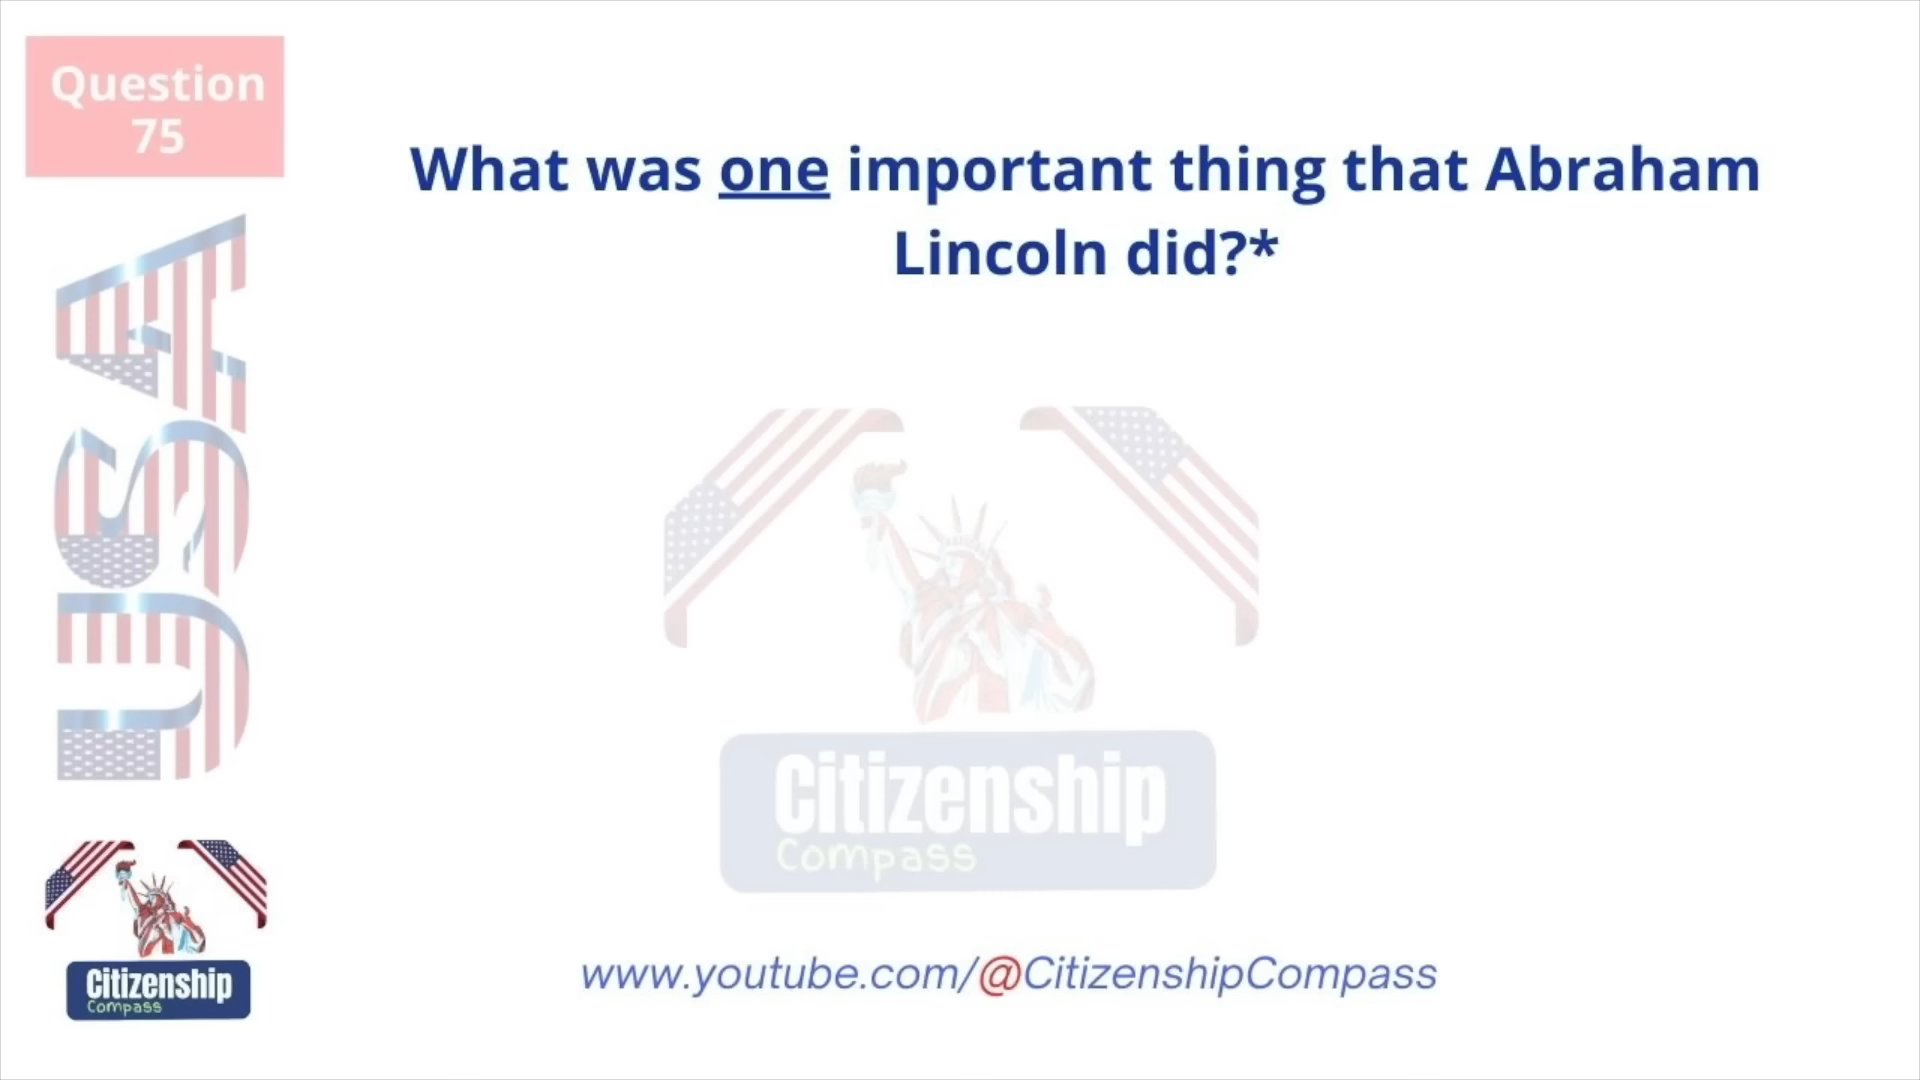 Question
75
What was one important thing that Abraham
Lincoln did?*
USA
Citizenship
Compass
Citizenship
Compass
www.youtube.com/@CitizenshipCompass